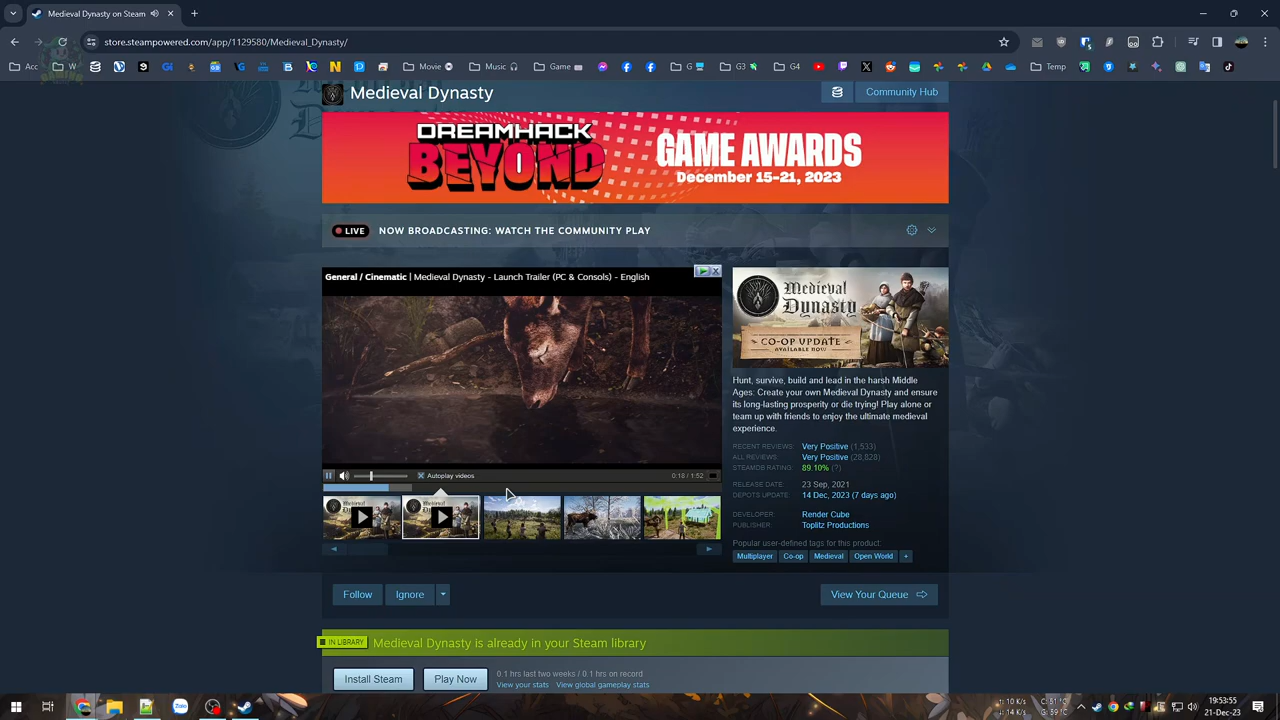 Medieval Dynasty on Steam
store.steampowered.com/app/1129580/Medieval_Dynasty/
Acc
Movie
Music
Game
G
G3
G4
Temp
GAMING
Medieval Dynasty
Community Hub
DREAMHACK
BEYOND
GAME AWARDS
December 15-21, 2023
LIVE
NOW BROADCASTING: WATCH THE COMMUNITY PLAY
General / Cinematic | Medieval Dynasty - Launch Trailer (PC & Consols) - English
Autoplay videos
0:18 / 1:52
Medieval
Dynasty
CO-OP UPDATE
AVAILABLE NOW
Hunt, survive, build and lead in the harsh Middle
Ages: Create your own Medieval Dynasty and ensure
its long-lasting prosperity or die trying! Play alone or
team up with friends to enjoy the ultimate medieval
experience.
RECENT REVIEWS: Very Positive (1,533)
ALL REVIEWS: Very Positive (28,828)
STEAMDB RATING: 89.10% (?)
RELEASE DATE: 23 Sep, 2021
DEPOTS UPDATE: 14 Dec, 2023 (7 days ago)
DEVELOPER: Render Cube
PUBLISHER: Toplitz Productions
Popular user-defined tags for this product:
Multiplayer Co-op Medieval Open World +
Follow
Ignore
View Your Queue
IN LIBRARY
Medieval Dynasty is already in your Steam library
Install Steam
Play Now
0.1 hrs last two weeks / 0.1 hrs on record
View your stats View global gameplay stats
Zalo
19:53:55
21-Dec-23